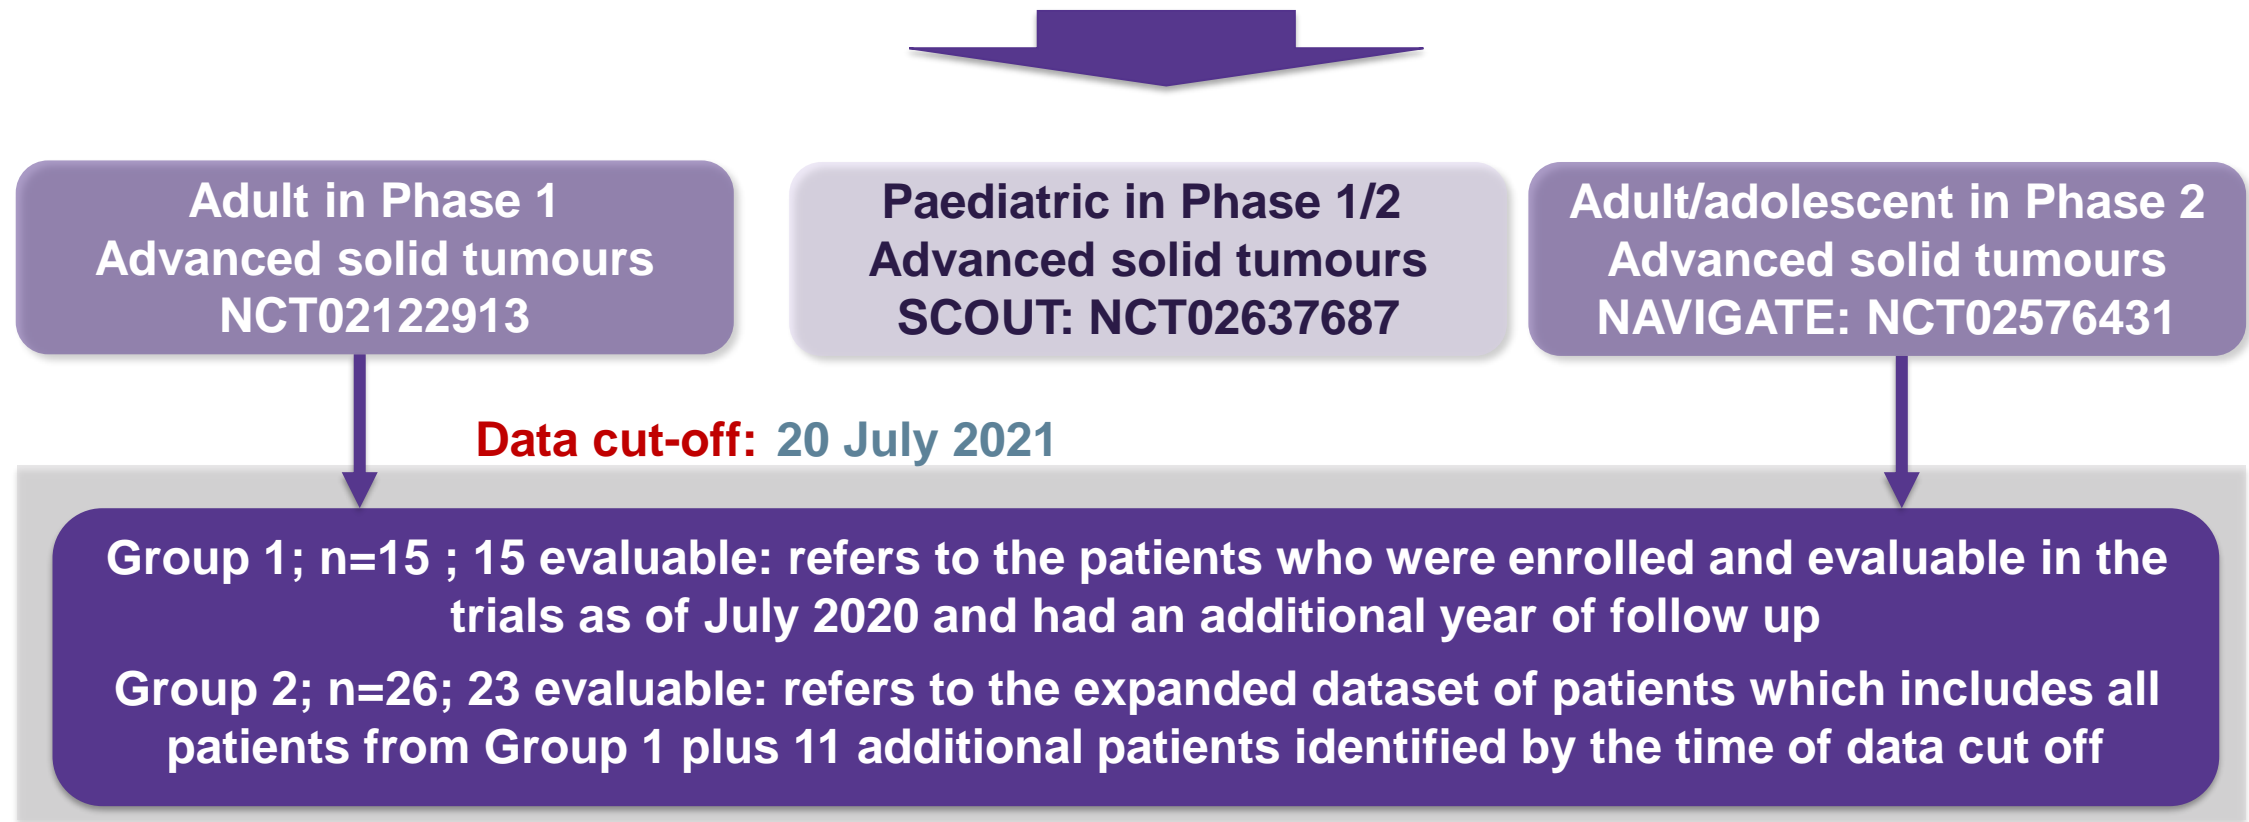 Adult in Phase 1
Advanced solid tumours
NCT02122913
Paediatric in Phase 1/2
Advanced solid tumours
SCOUT: NCT02637687
Adult/adolescent in Phase 2
Advanced solid tumours
NAVIGATE: NCT02576431
Data cut-off: 20 July 2021
Group 1; n=15 ; 15 evaluable: refers to the patients who were enrolled and evaluable in the
trials as of July 2020 and had an additional year of follow up
Group 2; n=26; 23 evaluable: refers to the expanded dataset of patients which includes all
patients from Group 1 plus 11 additional patients identified by the time of data cut off